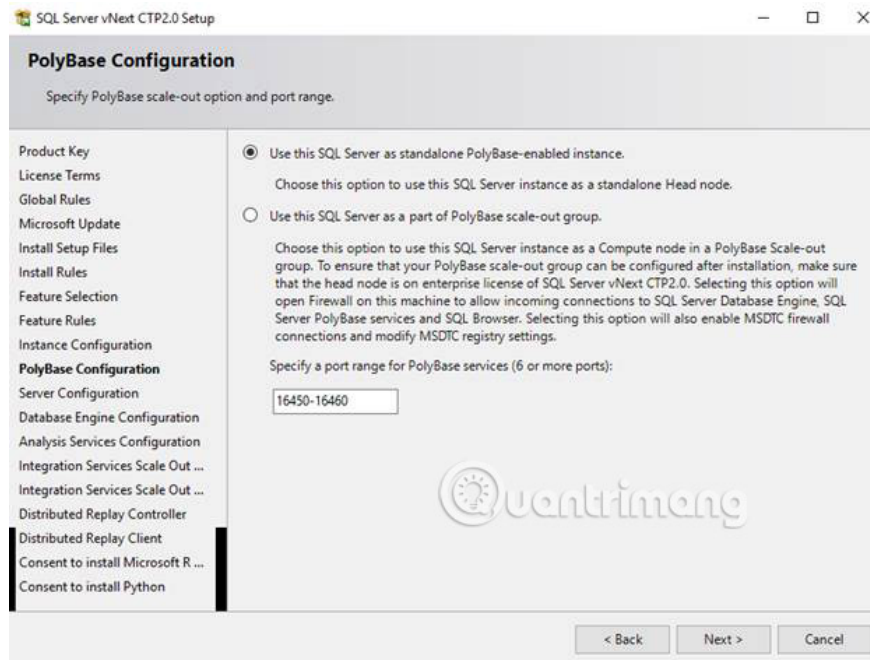 SQL Server vNext CTP2.0 Setup
PolyBase Configuration
Specify PolyBase scale-out option and port range.
Product Key
License Terms
Global Rules
Microsoft Update
Install Setup Files
Install Rules
Feature Selection
Feature Rules
Instance Configuration
PolyBase Configuration
Server Configuration
Database Engine Configuration
Analysis Services Configuration
Integration Services Scale Out ...
Integration Services Scale Out ...
Distributed Replay Controller
Distributed Replay Client
Consent to install Microsoft R ...
Consent to install Python
Use this SQL Server as standalone PolyBase-enabled instance.
Choose this option to use this SQL Server instance as a standalone Head node.
Use this SQL Server as a part of PolyBase scale-out group.
Choose this option to use this SQL Server instance as a Compute node in a PolyBase Scale-out
group. To ensure that your PolyBase scale-out group can be configured after installation, make sure
that the head node is on enterprise license of SQL Server vNext CTP2.0. Selecting this option will
open Firewall on this machine to allow incoming connections to SQL Server Database Engine, SQL
Server PolyBase services and SQL Browser. Selecting this option will also enable MSDTC firewall
connections and modify MSDTC registry settings.
Specify a port range for PolyBase services (6 or more ports):
16450-16460
Quantrimang
< Back
Next >
Cancel